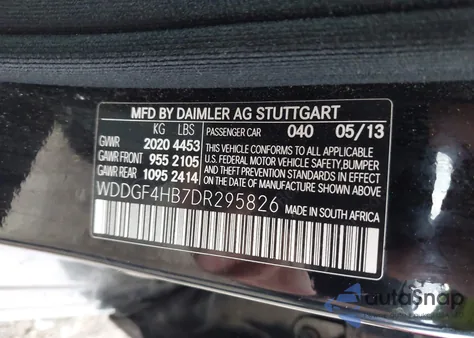 MFD BY DAIMLER AG STUTTGART
KG LBS PASSENGER CAR 040 05/13
GVWR 2020 4453 THIS VEHICLE CONFORMS TO ALL APPLICABLE
GAWR FRONT 955 2105 U.S. FEDERAL MOTOR VEHICLE SAFETY, BUMPER
GAWR REAR 1095 2414 AND THEFT PREVENTION STANDARDS IN EFFECT
ON THE DATE OF MANUFACTURE SHOWN ABOVE.
WDDGF4HB7DR295826 MADE IN SOUTH AFRICA
autosnap